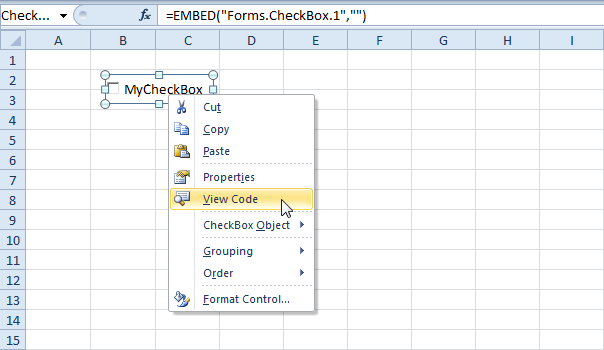 Check... fx =EMBED("Forms.CheckBox.1","")
A B C D E F G H I
1
2
3
4
5
6
7
8
9
10
11
12
13
14
15
MyCheckBox
Cut
Copy
Paste
Properties
View Code
CheckBox Object
Grouping
Order
Format Control...